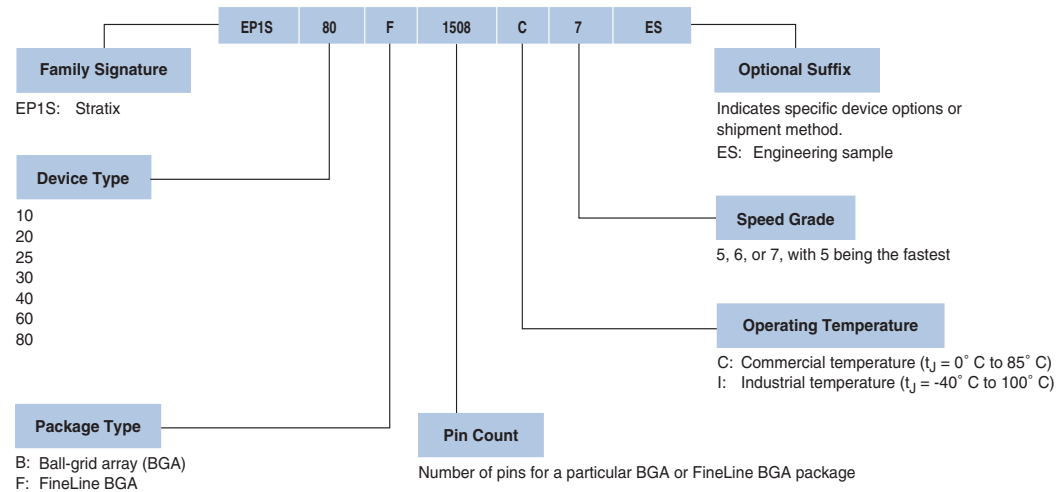 EP1S 80 F 1508 C 7 ES
Family Signature
EP1S: Stratix
Optional Suffix
Indicates specific device options or
shipment method.
ES: Engineering sample
Device Type
10
20
25
30
40
60
80
Speed Grade
5, 6, or 7, with 5 being the fastest
Operating Temperature
C: Commercial temperature (tJ = 0˚ C to 85˚ C)
I: Industrial temperature (tJ = -40˚ C to 100˚ C)
Package Type
B: Ball-grid array (BGA)
F: FineLine BGA
Pin Count
Number of pins for a particular BGA or FineLine BGA package